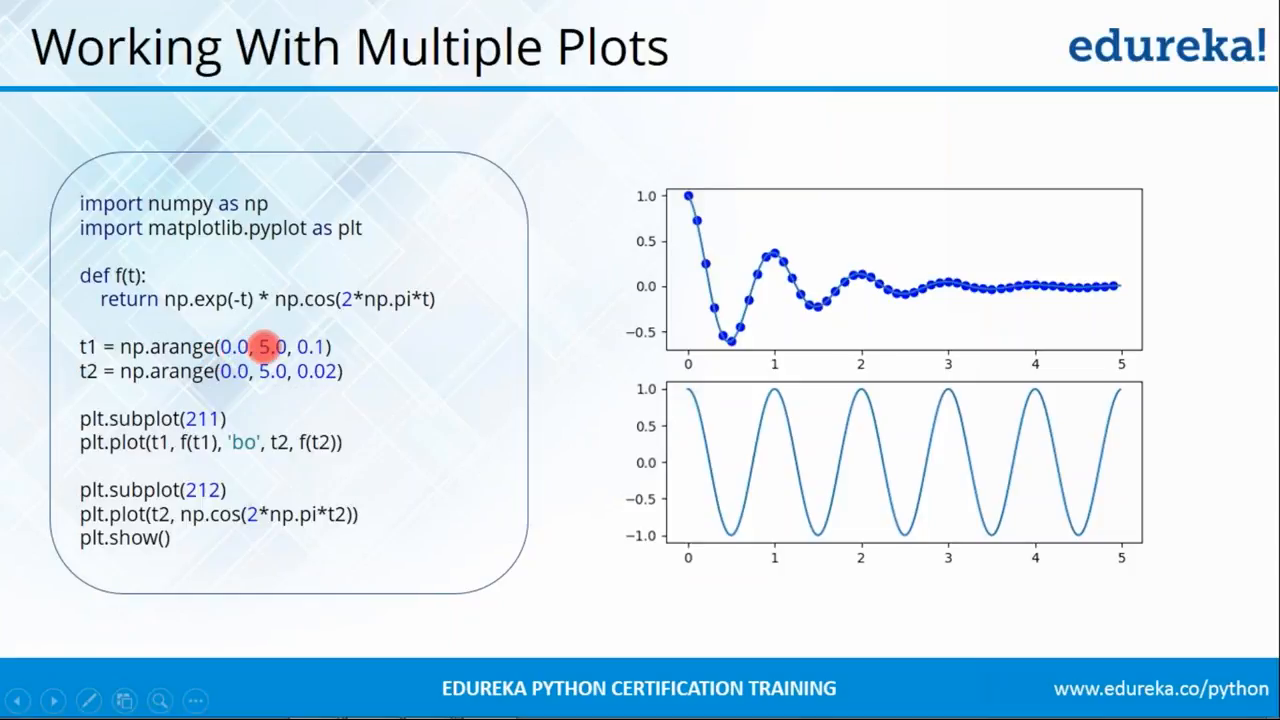 Working With Multiple Plots
edureka!
import numpy as np
import matplotlib.pyplot as plt
def f(t):
return np.exp(-t) * np.cos(2*np.pi*t)
t1 = np.arange(0.0, 5.0, 0.1)
t2 = np.arange(0.0, 5.0, 0.02)
plt.subplot(211)
plt.plot(t1, f(t1), 'bo', t2, f(t2))
plt.subplot(212)
plt.plot(t2, np.cos(2*np.pi*t2))
plt.show()
1.0
0.5
0.0
−0.5
0 1 2 3 4 5
1.0
0.5
0.0
−0.5
−1.0
0 1 2 3 4 5
EDUREKA PYTHON CERTIFICATION TRAINING
www.edureka.co/python